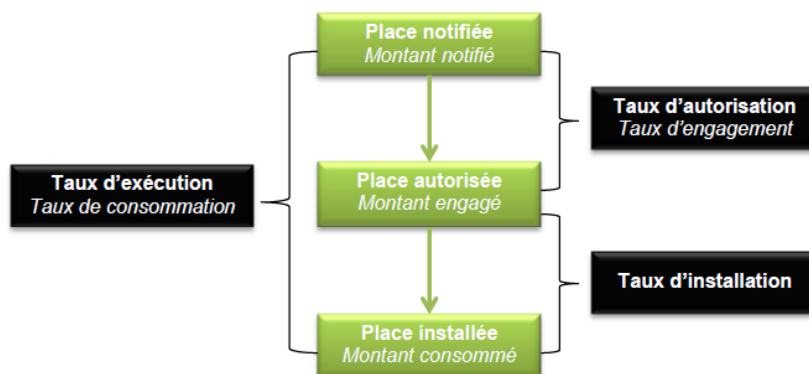 Place notifiée
Montant notifié
Taux d'autorisation
Taux d'engagement
Taux d'exécution
Taux de consommation
Place autorisée
Montant engagé
Taux d'installation
Place installée
Montant consommé